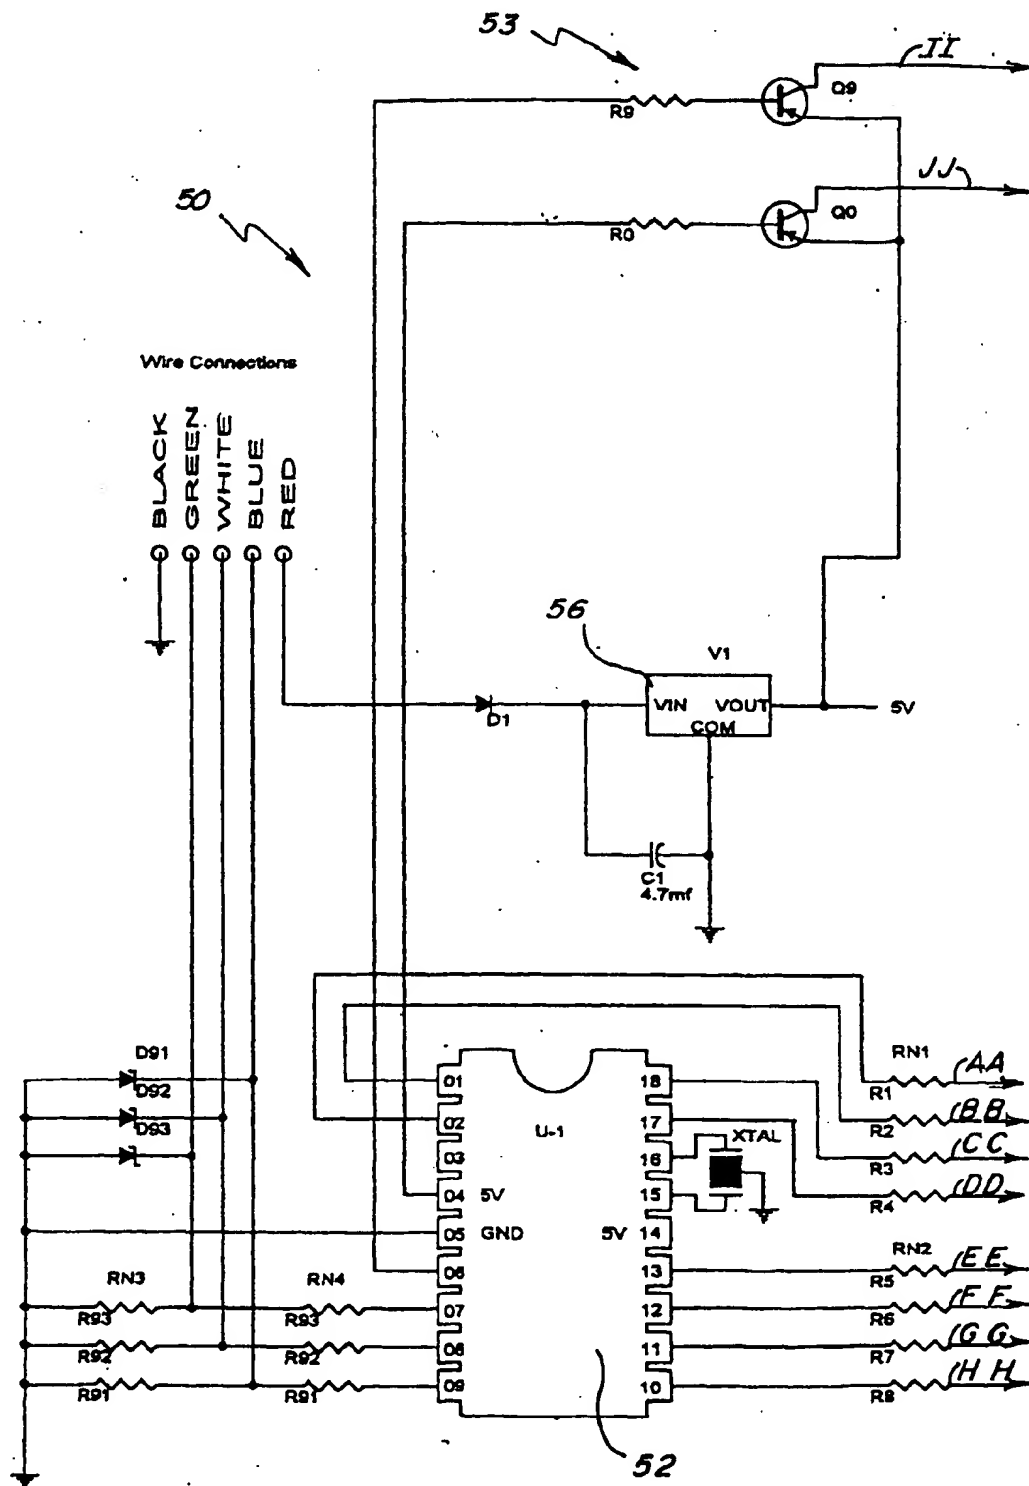 53
II
Q9
R9
JJ
50
Q0
R0
Wire Connections
BLACK
GREEN
WHITE
BLUE
RED
56
V1
VIN VOUT
COM
5V
D1
C1
4.7mf
D91
D92
D93
RN1
AA
R1
BB
R2
CC
R3
DD
R4
01 18
02 17
U-1
XTAL
03 16
04 5V 15
05 GND 5V 14
06 13
RN2
EE
R5
RN3 RN4
07 12
FF
R93 R93 R6
08 11
GG
R92 R92 R7
09 10
HH
R91 R91 R8
52